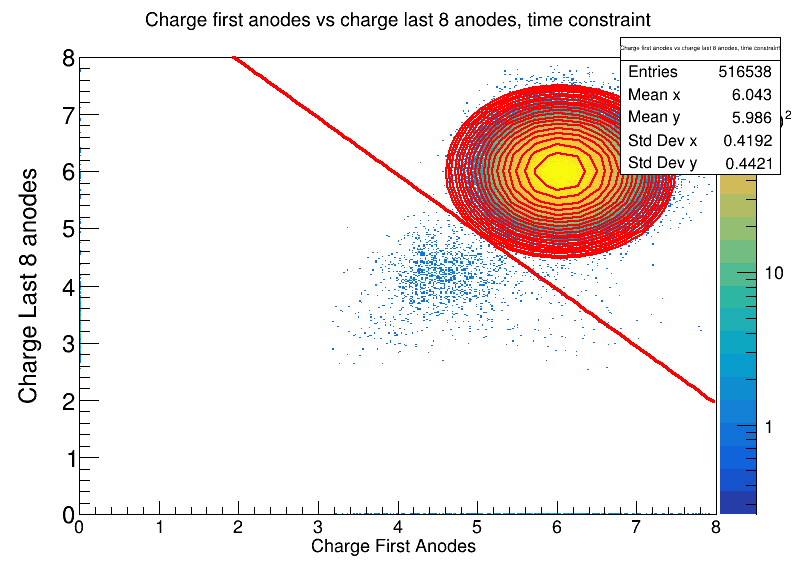 Charge first anodes vs charge last 8 anodes, time constraint
Charge first anodes vs charge last 8 anodes, time constraint
Entries 516538
Mean x 6.043
Mean y 5.986
Std Dev x 0.4192
Std Dev y 0.4421
8
7
6
5
4
3
2
1
0
Charge Last 8 anodes
0 1 2 3 4 5 6 7 8
Charge First Anodes
2
10
1